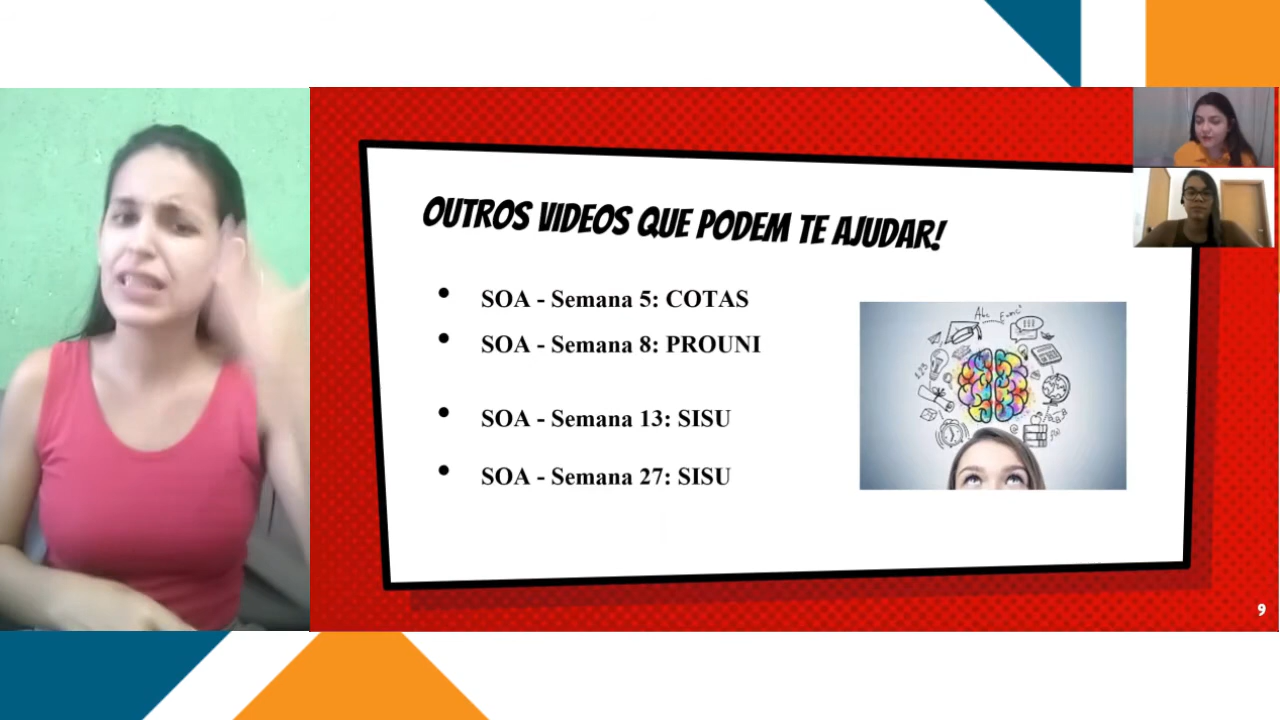 OUTROS VIDEOS QUE PODEM TE AJUDAR!
• SOA - Semana 5: COTAS
• SOA - Semana 8: PROUNI
• SOA - Semana 13: SISU
• SOA - Semana 27: SISU
9